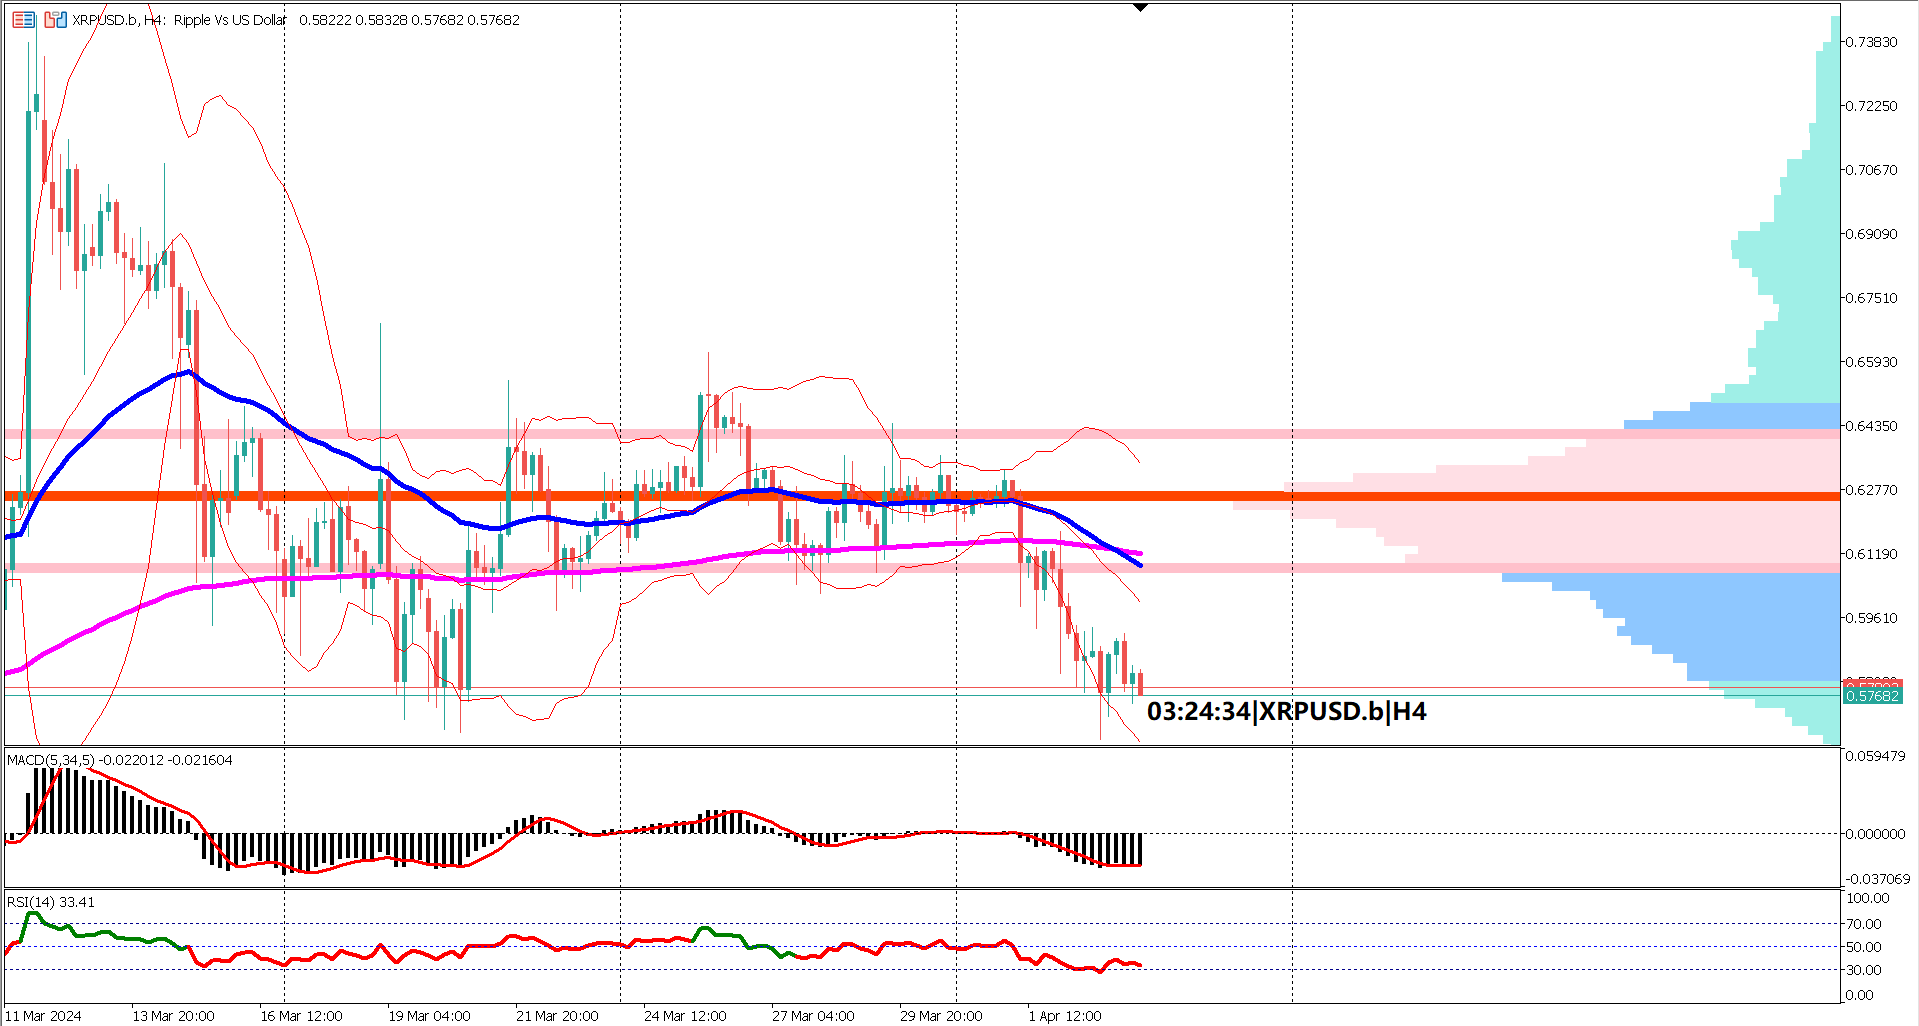 XRPUSD.b, H4: Ripple Vs US Dollar 0.58222 0.58328 0.57682 0.57682
0.73830
0.72250
0.70670
0.69090
0.67510
0.65930
0.64350
0.62770
0.61190
0.59610
0.57682
03:24:34|XRPUSD.b|H4
MACD(5,34,5) -0.022012 -0.021604
0.059479
0.000000
-0.037069
RSI(14) 33.41
100.00
70.00
50.00
30.00
0.00
11 Mar 2024
13 Mar 20:00
16 Mar 12:00
19 Mar 04:00
21 Mar 20:00
24 Mar 12:00
27 Mar 04:00
29 Mar 20:00
1 Apr 12:00